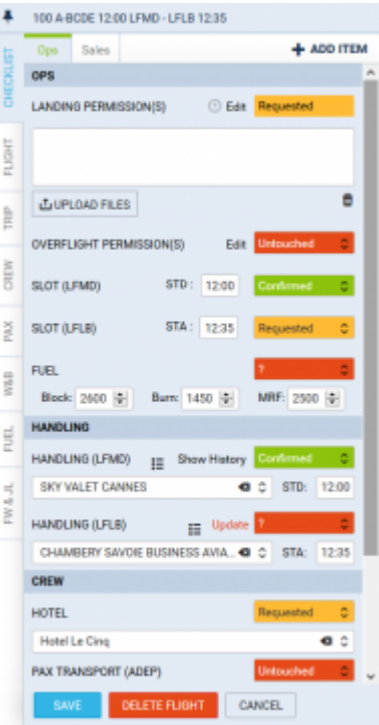 100 A-BCDE 12:00 LFMD - LFLB 12:35
Ops Sales + ADD ITEM
OPS
LANDING PERMISSION(S) ? Edit Requested
UPLOAD FILES
OVERFLIGHT PERMISSION(S) Edit Untouched
SLOT (LFMD) STD : 12:00 Confirmed
SLOT (LFLB) STA : 12:35 Requested
FUEL ?
Block: 2600 Burn: 1450 MRF: 2500
HANDLING
HANDLING (LFMD) Show History Confirmed
SKY VALET CANNES STD: 12:00
HANDLING (LFLB) Update ?
CHAMBERY SAVOIE BUSINESS AVIA... STA: 12:35
CREW
HOTEL Requested
Hotel Le Cinq
PAX TRANSPORT (ADEP) Untouched
SAVE DELETE FLIGHT CANCEL
CHECKLIST
FLIGHT
TRIP
CREW
PAX
W&B
FUEL
FW & JL